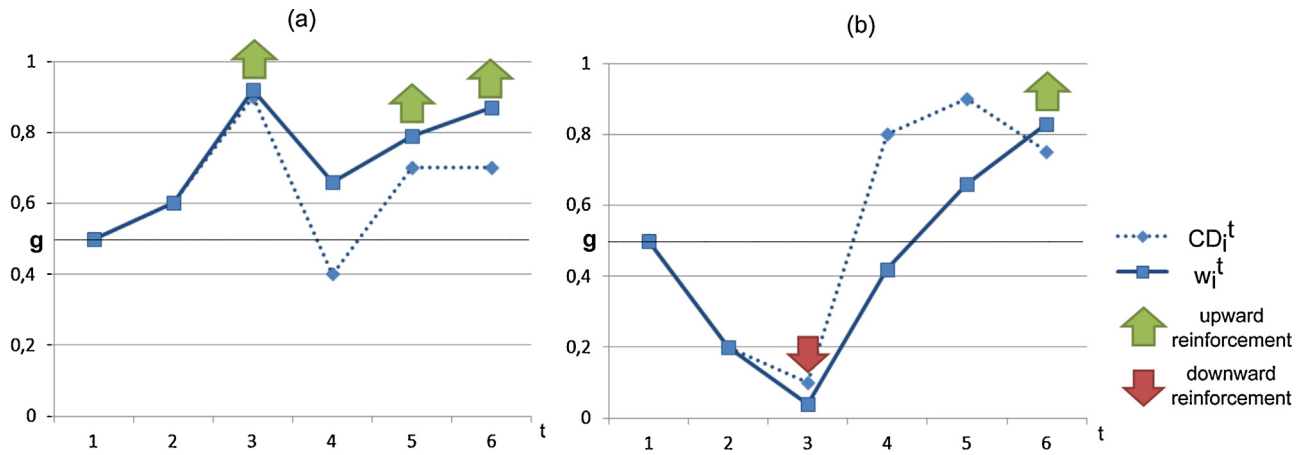 (a)
1
0,8
0,6
g
0,4
0,2
0
1 2 3 4 5 6 t
(b)
1
0,8
0,6
g
0,4
0,2
0
1 2 3 4 5 6 t
CDᵢᵗ
wᵢᵗ
upward
reinforcement
downward
reinforcement